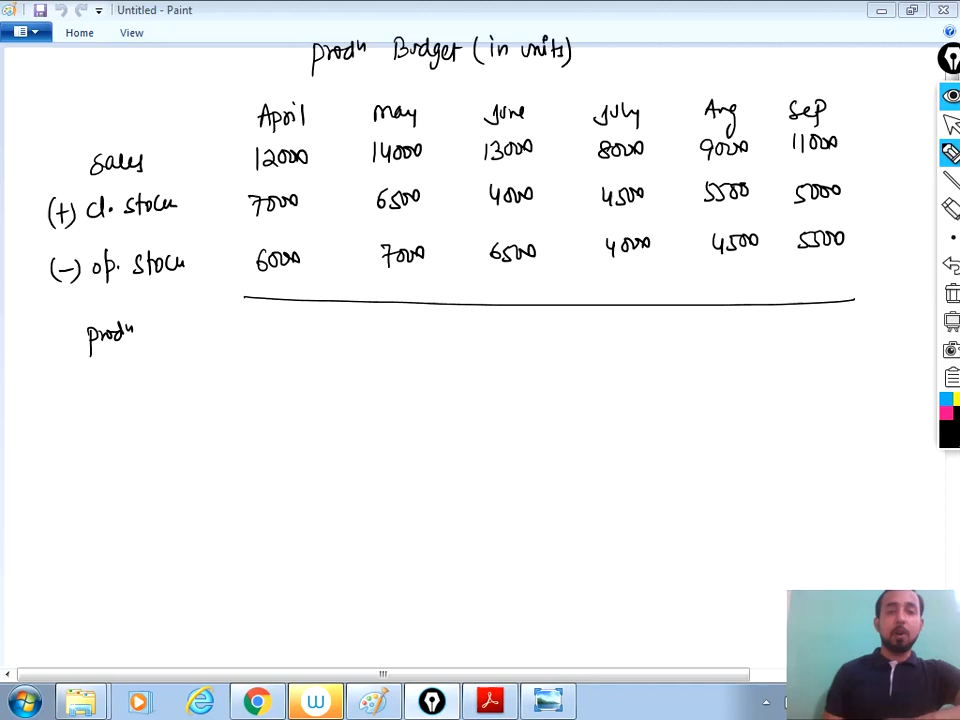 Untitled - Paint
Home View
prodⁿ Budget (in units)
April May June July Aug Sep
Sales 12000 14000 13000 8000 9000 11000
(+) cl. stock 7000 6500 4000 4500 5500 5000
(-) op. stock 6000 7000 6500 4000 4500 5500
prodⁿ